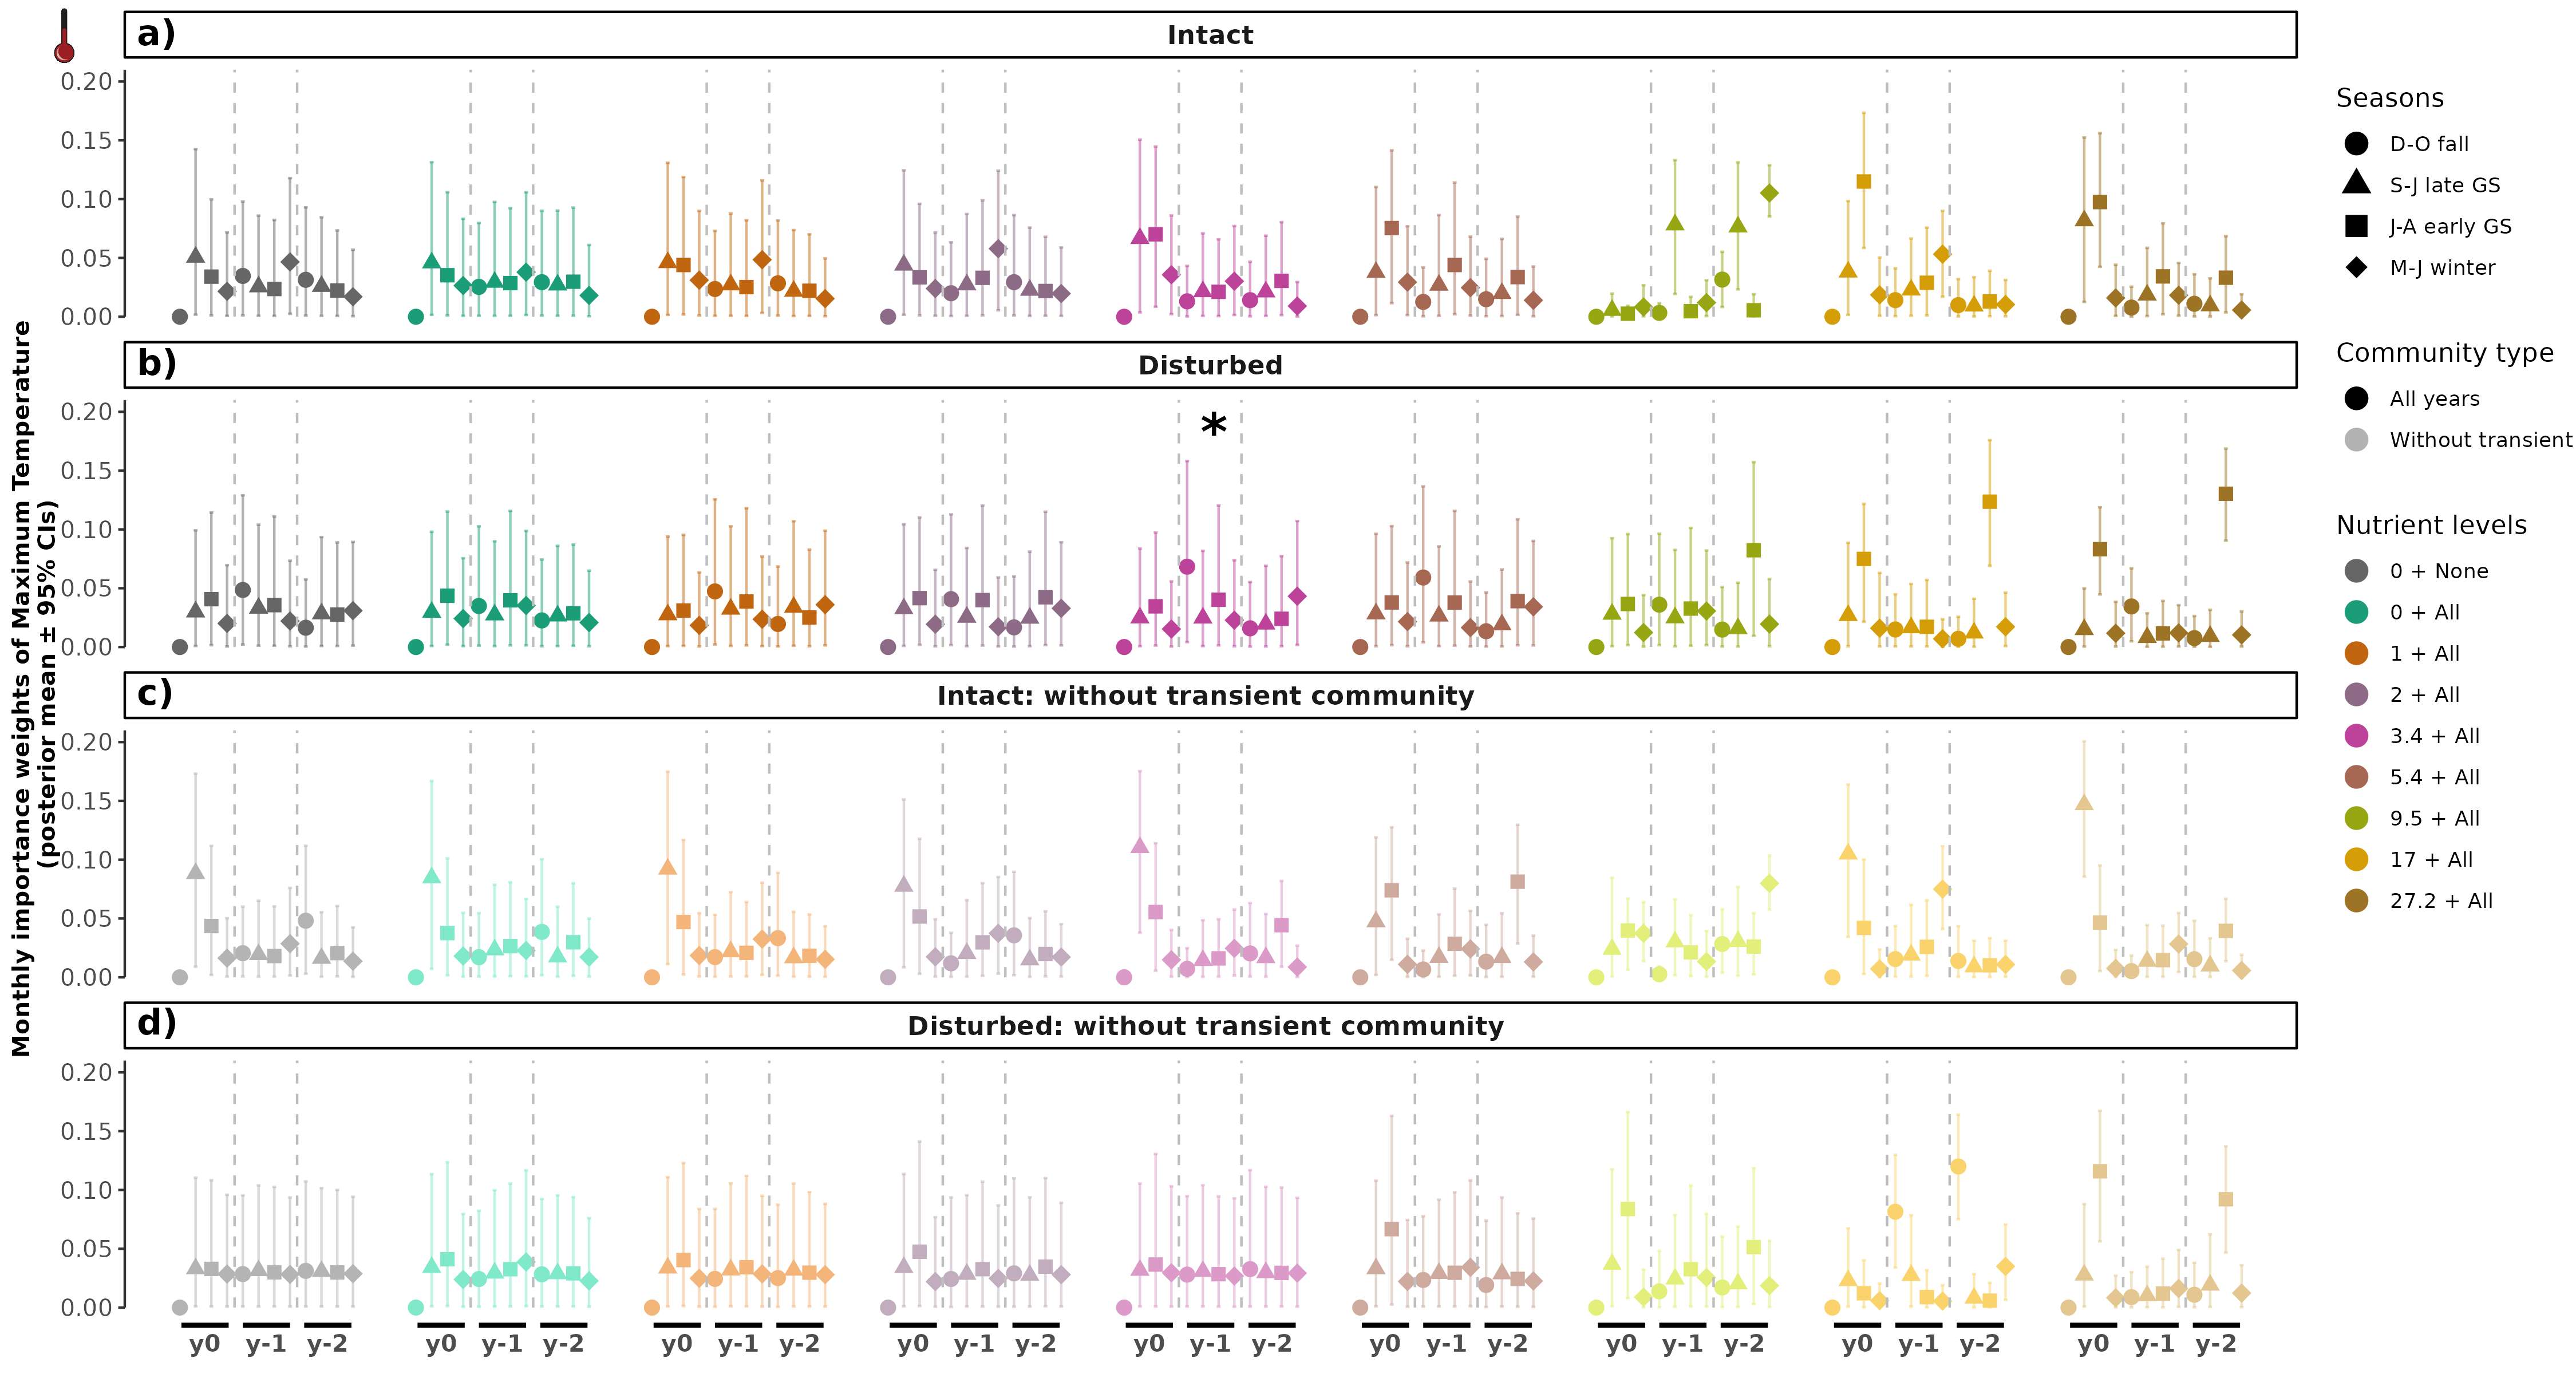 a) Intact
0.20
0.15
0.10
0.05
0.00
b) Disturbed
0.20
0.15
0.10
0.05
0.00
*
c) Intact: without transient community
0.20
0.15
0.10
0.05
0.00
d) Disturbed: without transient community
0.20
0.15
0.10
0.05
0.00
y0 y-1 y-2 y0 y-1 y-2 y0 y-1 y-2 y0 y-1 y-2 y0 y-1 y-2 y0 y-1 y-2 y0 y-1 y-2 y0 y-1 y-2 y0 y-1 y-2
Monthly importance weights of Maximum Temperature
(posterior mean ± 95% CIs)
Seasons
D-O fall
S-J late GS
J-A early GS
M-J winter
Community type
All years
Without transient
Nutrient levels
0 + None
0 + All
1 + All
2 + All
3.4 + All
5.4 + All
9.5 + All
17 + All
27.2 + All